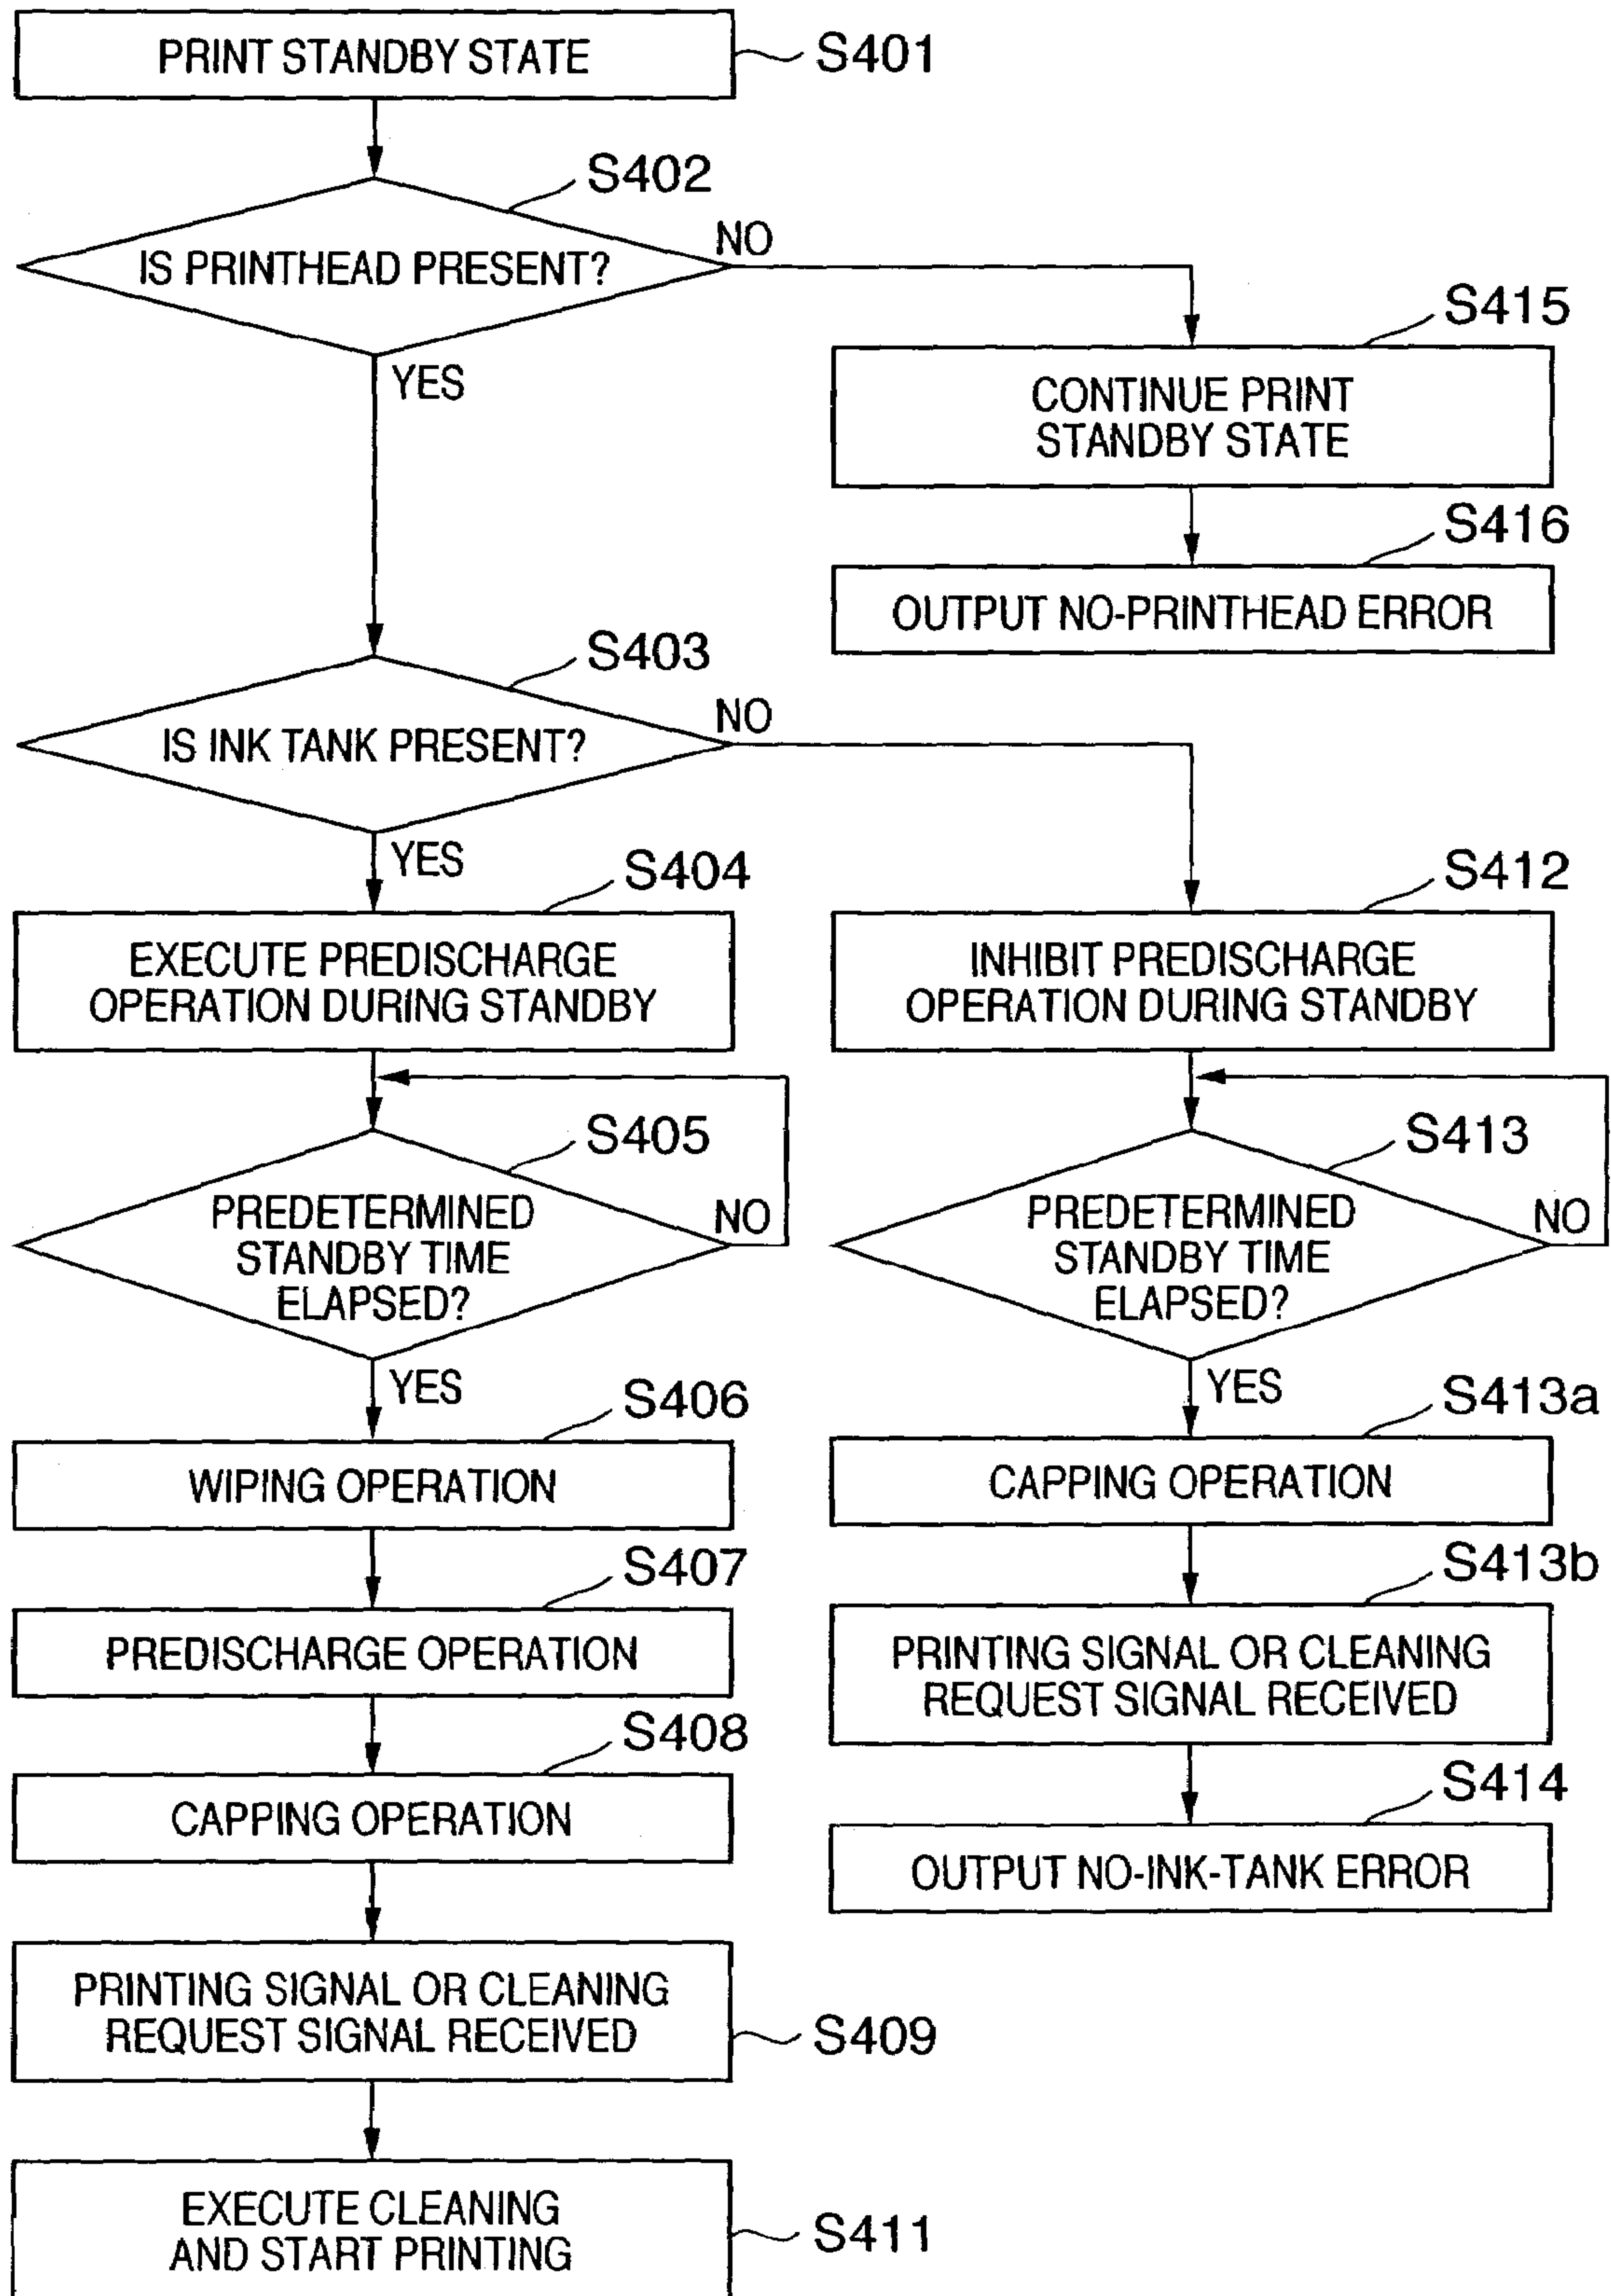 PRINT STANDBY STATE
S401
S402
IS PRINTHEAD PRESENT?
NO
YES
S415
CONTINUE PRINT
STANDBY STATE
S416
OUTPUT NO-PRINTHEAD ERROR
S403
IS INK TANK PRESENT?
NO
YES
S404
EXECUTE PREDISCHARGE
OPERATION DURING STANDBY
S412
INHIBIT PREDISCHARGE
OPERATION DURING STANDBY
S405
PREDETERMINED
STANDBY TIME
ELAPSED?
NO
YES
S413
PREDETERMINED
STANDBY TIME
ELAPSED?
NO
YES
S406
WIPING OPERATION
S413a
CAPPING OPERATION
S407
PREDISCHARGE OPERATION
S413b
PRINTING SIGNAL OR CLEANING
REQUEST SIGNAL RECEIVED
S408
CAPPING OPERATION
S414
OUTPUT NO-INK-TANK ERROR
PRINTING SIGNAL OR CLEANING
REQUEST SIGNAL RECEIVED
S409
EXECUTE CLEANING
AND START PRINTING
S411